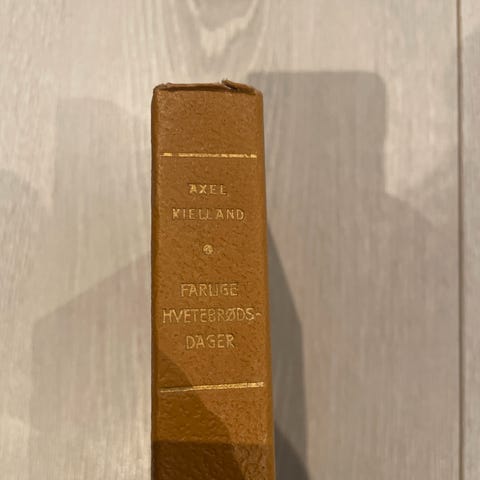 AXEL
KIELLAND
FARLIGE
HVETEBRØDS-
DAGER